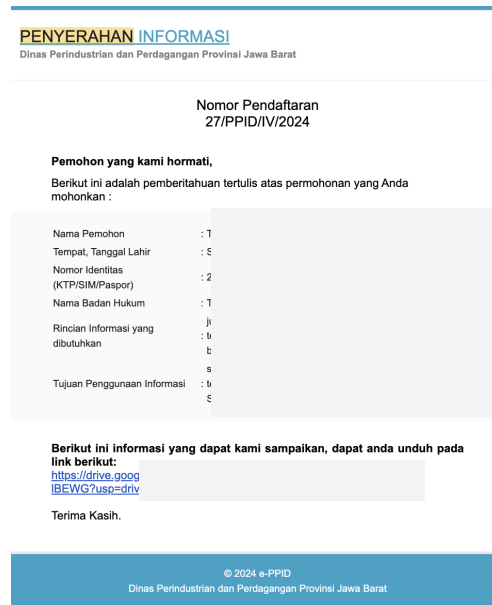 PENYERAHAN INFORMASI
Dinas Perindustrian dan Perdagangan Provinsi Jawa Barat
Nomor Pendaftaran
27/PPID/IV/2024
Pemohon yang kami hormati,
Berikut ini adalah pemberitahuan tertulis atas permohonan yang Anda
mohonkan :
Nama Pemohon : T
Tempat, Tanggal Lahir : S
Nomor Identitas
(KTP/SIM/Paspor) : 2
Nama Badan Hukum : T
Rincian Informasi yang
dibutuhkan :
Tujuan Penggunaan Informasi :
Berikut ini informasi yang dapat kami sampaikan, dapat anda unduh pada
link berikut:
https://drive.goog
IBEWG?usp=driv
Terima Kasih.
© 2024 e-PPID
Dinas Perindustrian dan Perdagangan Provinsi Jawa Barat